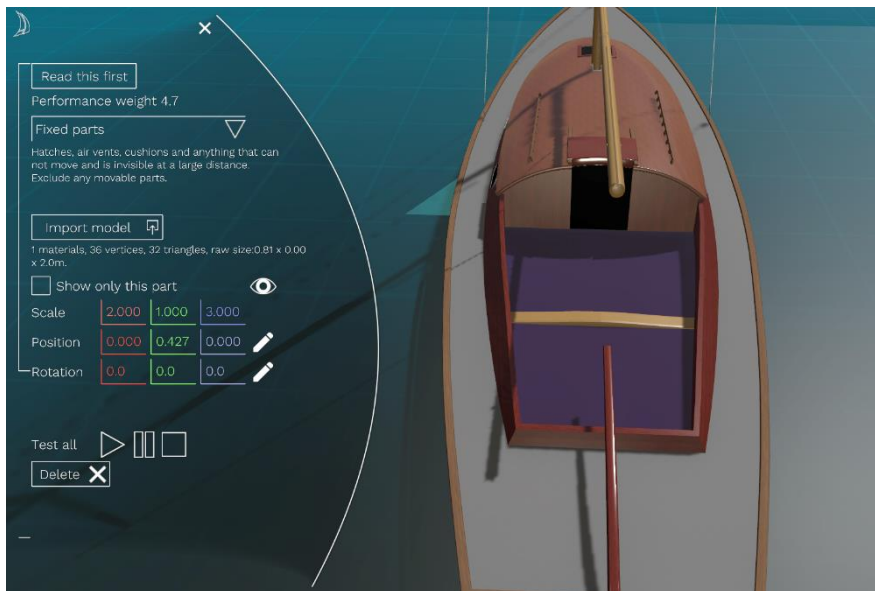 Read this first
Performance weight 4.7
Fixed parts
Hatches, air vents, cushions and anything that can
not move and is invisible at a large distance.
Exclude any movable parts.
Import model
1 materials, 36 vertices, 32 triangles, raw size:0.81 x 0.00
x 2.0m.
Show only this part
Scale 2.000 1.000 3.000
Position 0.000 0.427 0.000
Rotation 0.0 0.0 0.0
Test all
Delete